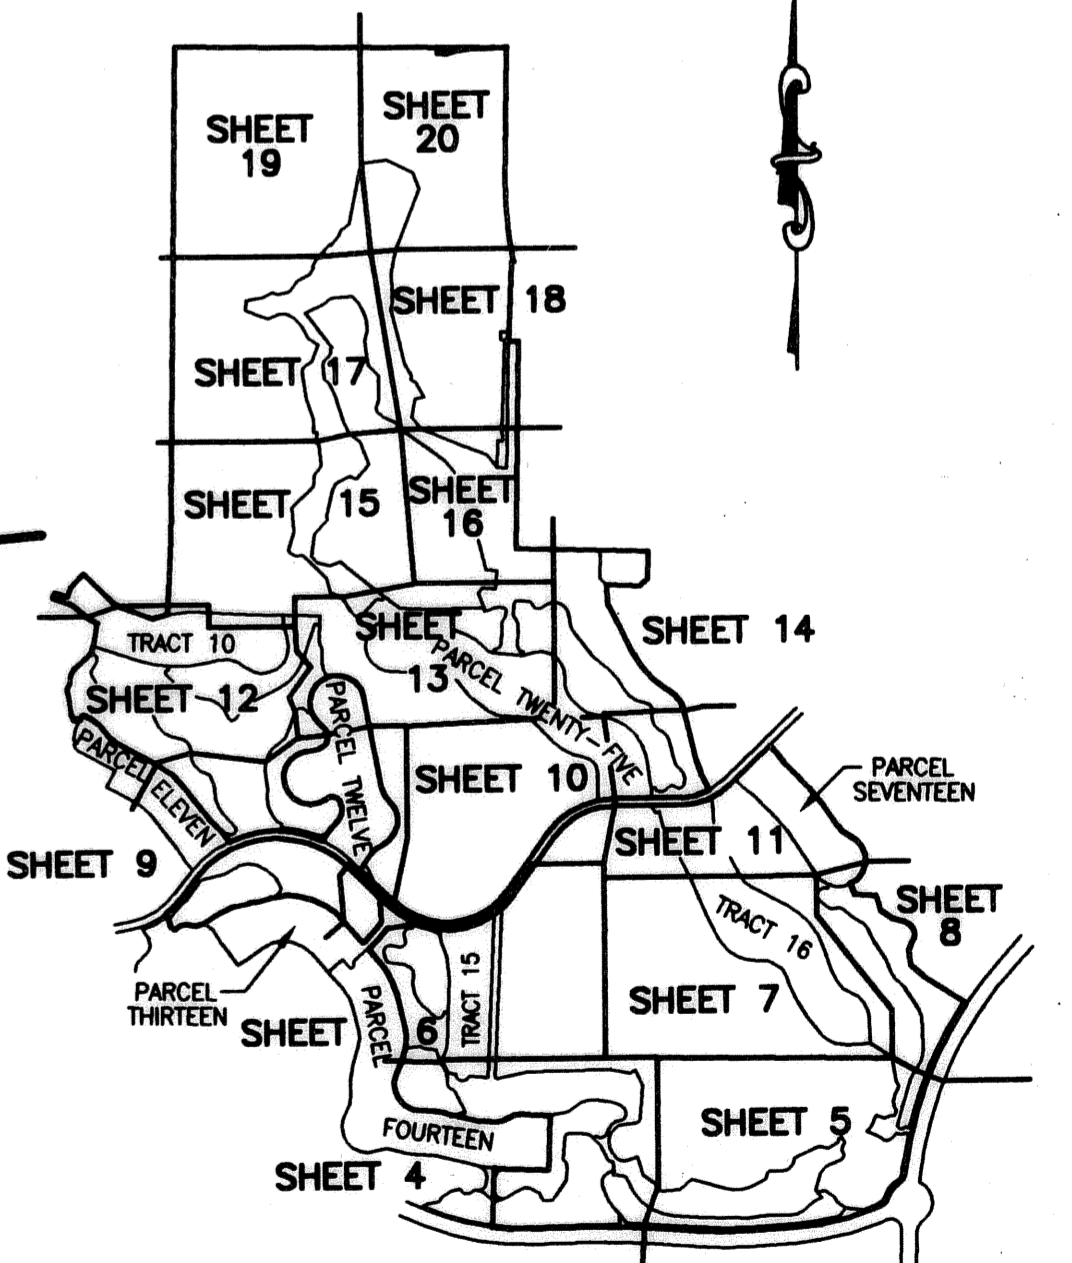 SHEET
19
SHEET
20
SHEET 18
SHEET 17
SHEET 15
SHEET
16
SHEET 14
SHEET
13
TRACT 10
SHEET 12
PARCEL TWENTY-FIVE
PARCEL TWELVE
PARCEL ELEVEN
SHEET 10
PARCEL
SEVENTEEN
SHEET 9
SHEET 11
SHEET
8
TRACT 16
TRACT 15
PARCEL
THIRTEEN
SHEET 6
SHEET 7
PARCEL
FOURTEEN
SHEET 5
SHEET 4